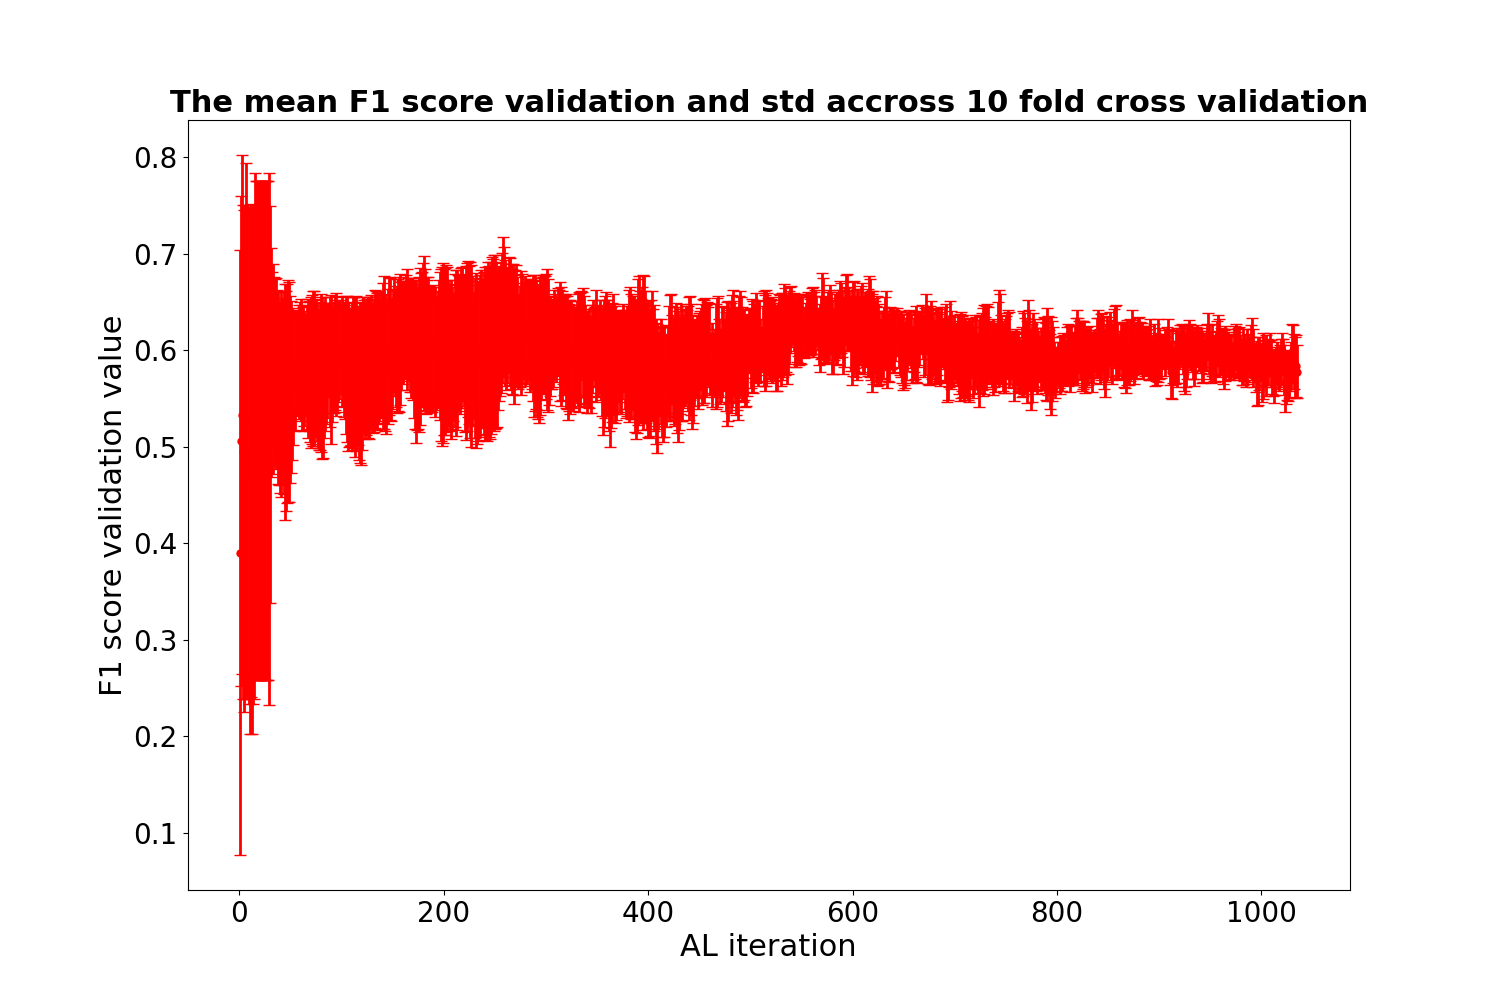 The mean F1 score validation and std accross 10 fold cross validation
F1 score validation value
0.8
0.7
0.6
0.5
0.4
0.3
0.2
0.1
0 200 400 600 800 1000
AL iteration